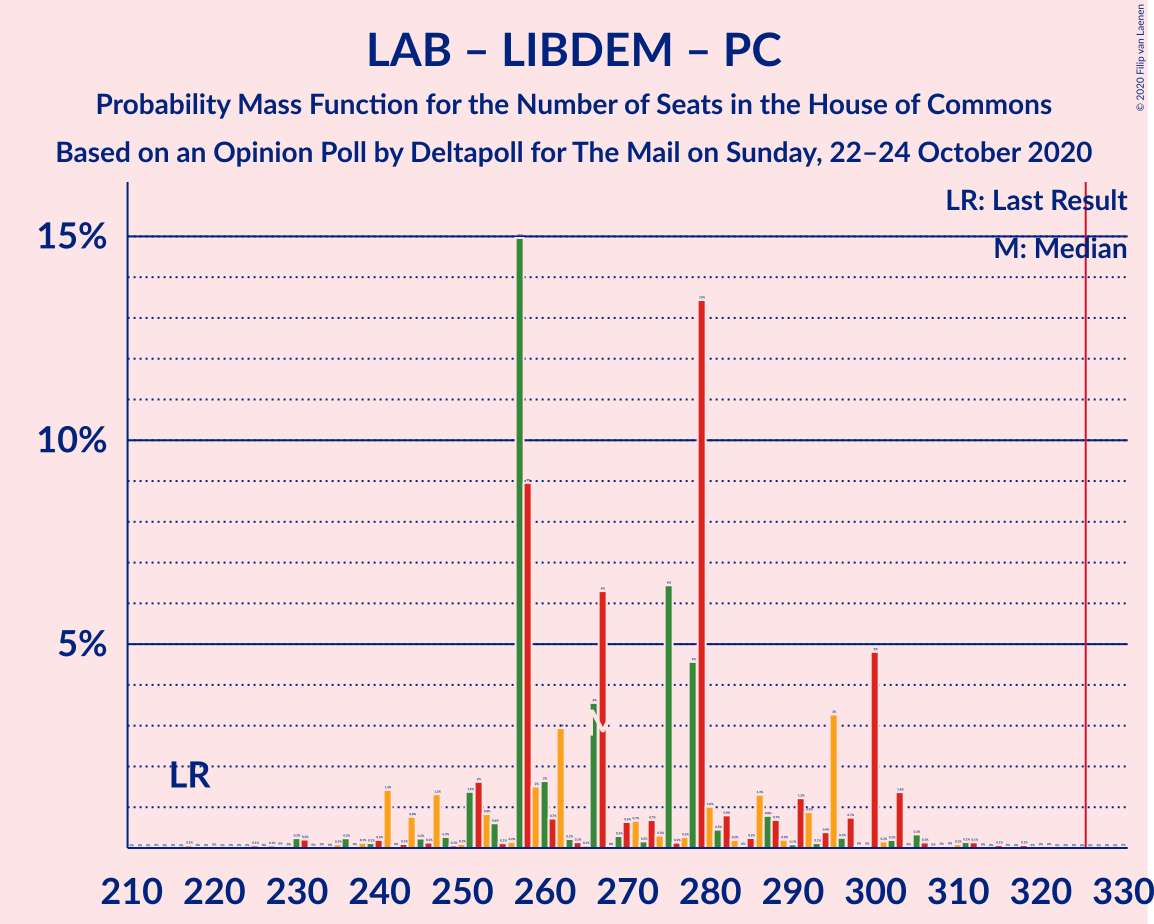 LAB – LIBDEM – PC
Probability Mass Function for the Number of Seats in the House of Commons
Based on an Opinion Poll by Deltapoll for The Mail on Sunday, 22–24 October 2020
© 2020 Filip van Laenen
LR: Last Result
M: Median
15%
10%
5%
LR
M
210 220 230 240 250 260 270 280 290 300 310 320 330